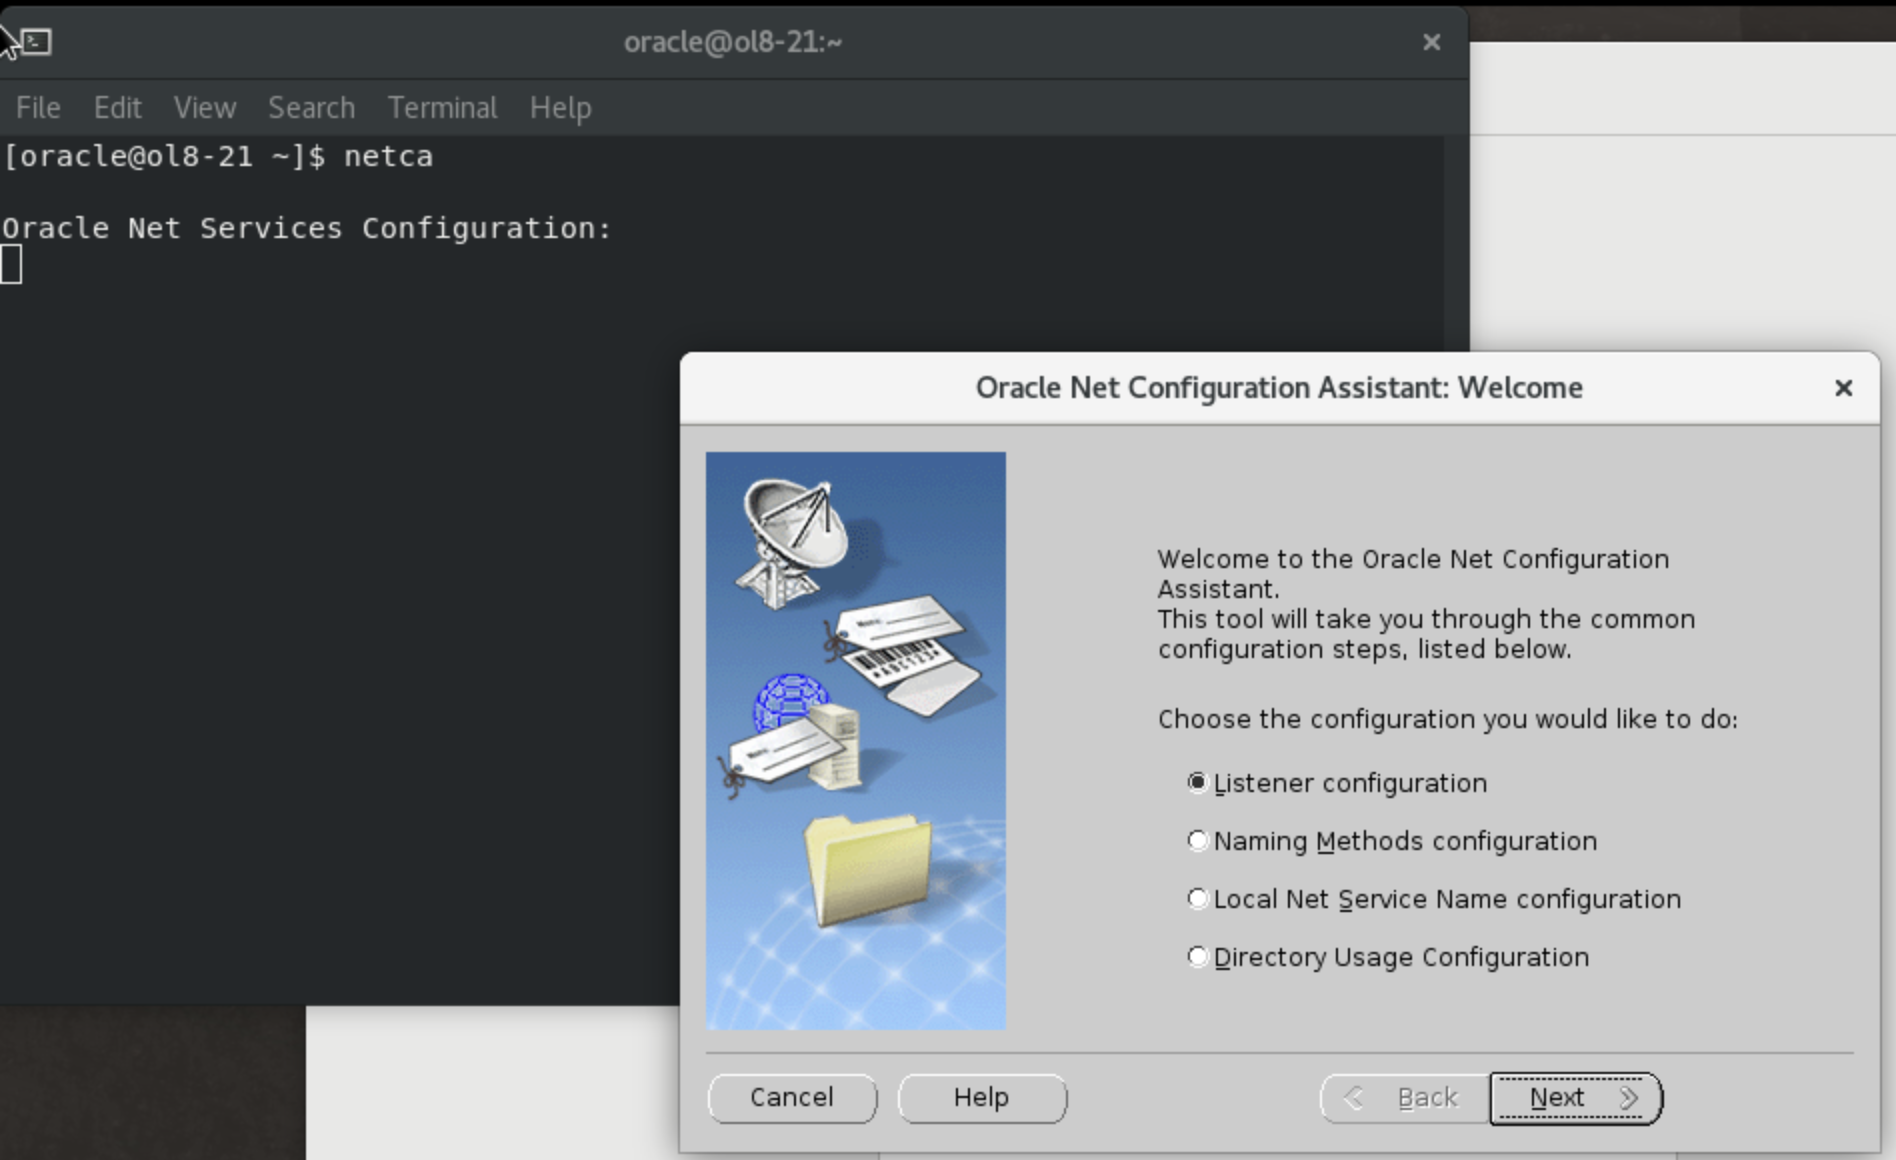 oracle@ol8-21:~
File Edit View Search Terminal Help
[oracle@ol8-21 ~]$ netca
Oracle Net Services Configuration:
Oracle Net Configuration Assistant: Welcome
Welcome to the Oracle Net Configuration
Assistant.
This tool will take you through the common
configuration steps, listed below.
Choose the configuration you would like to do:
Listener configuration
Naming Methods configuration
Local Net Service Name configuration
Directory Usage Configuration
Cancel Help Back Next